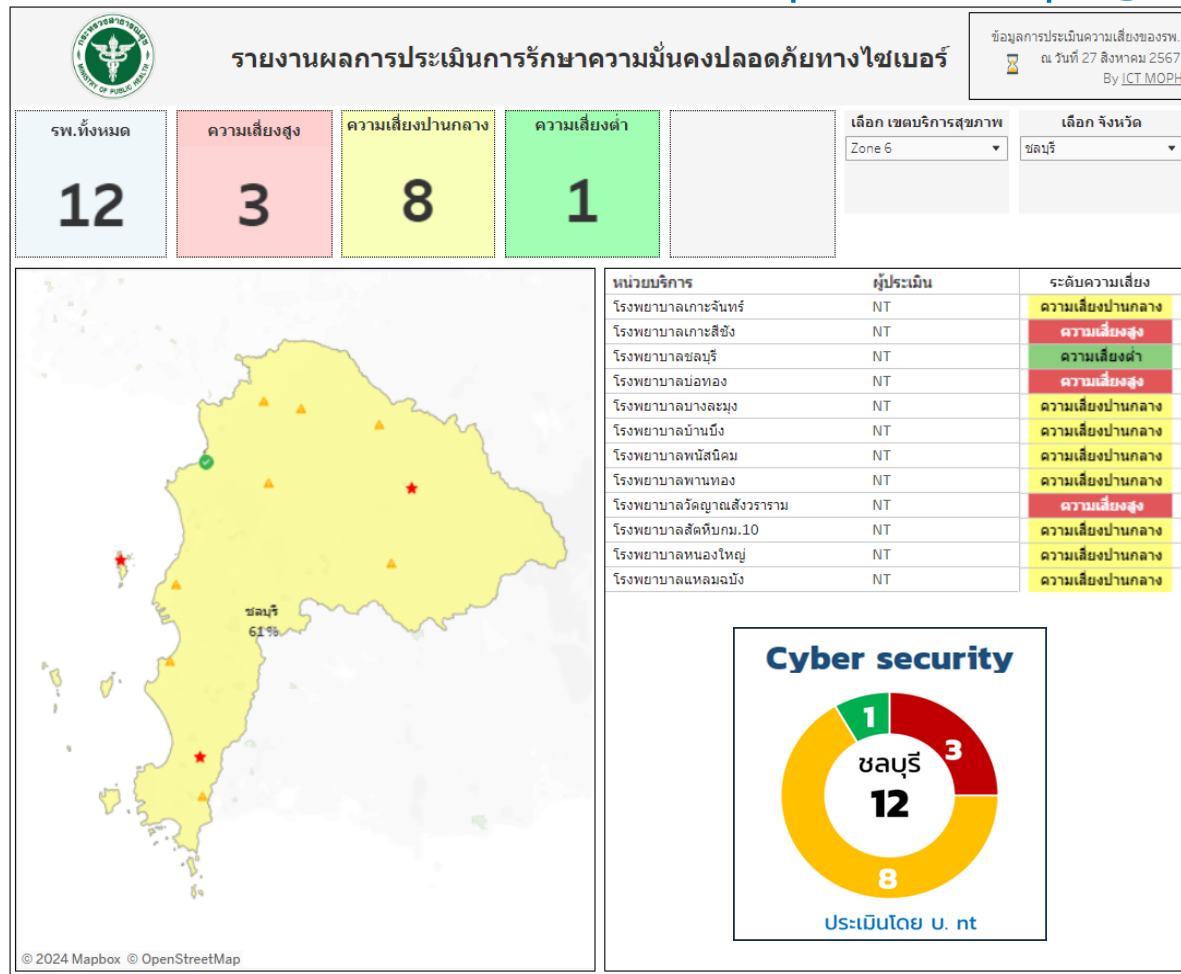 กระทรวงสาธารณสุข
MINISTRY OF PUBLIC HEALTH
รายงานผลการประเมินการรักษาความมั่นคงปลอดภัยทางไซเบอร์
ข้อมูลการประเมินความเสี่ยงของรพ.
ณ วันที่ 27 สิงหาคม 2567
By ICT MOPH
รพ.ทั้งหมด
12
ความเสี่ยงสูง
3
ความเสี่ยงปานกลาง
8
ความเสี่ยงต่ำ
1
เลือก เขตบริการสุขภาพ
Zone 6
เลือก จังหวัด
ชลบุรี
ชลบุรี
61%
© 2024 Mapbox © OpenStreetMap
หน่วยบริการ ผู้ประเมิน ระดับความเสี่ยง
โรงพยาบาลเกาะจันทร์ NT ความเสี่ยงปานกลาง
โรงพยาบาลเกาะสีชัง NT ความเสี่ยงสูง
โรงพยาบาลชลบุรี NT ความเสี่ยงต่ำ
โรงพยาบาลบ่อทอง NT ความเสี่ยงสูง
โรงพยาบาลบางละมุง NT ความเสี่ยงปานกลาง
โรงพยาบาลบ้านบึง NT ความเสี่ยงปานกลาง
โรงพยาบาลพนัสนิคม NT ความเสี่ยงปานกลาง
โรงพยาบาลพานทอง NT ความเสี่ยงปานกลาง
โรงพยาบาลวัดญาณสังวราราม NT ความเสี่ยงสูง
โรงพยาบาลสัตหีบกม.10 NT ความเสี่ยงปานกลาง
โรงพยาบาลหนองใหญ่ NT ความเสี่ยงปานกลาง
โรงพยาบาลแหลมฉบัง NT ความเสี่ยงปานกลาง
Cyber security
1
3
ชลบุรี
12
8
ประเมินโดย บ. nt